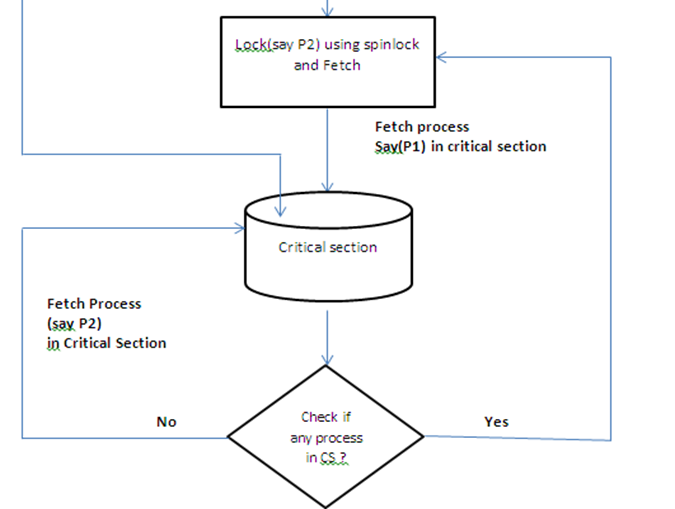 Lock(say P2) using spinlock
and Fetch
Fetch process
Say(P1) in critical section
Critical section
Fetch Process
(say P2)
in Critical Section
No
Check if
any process
in CS ?
Yes